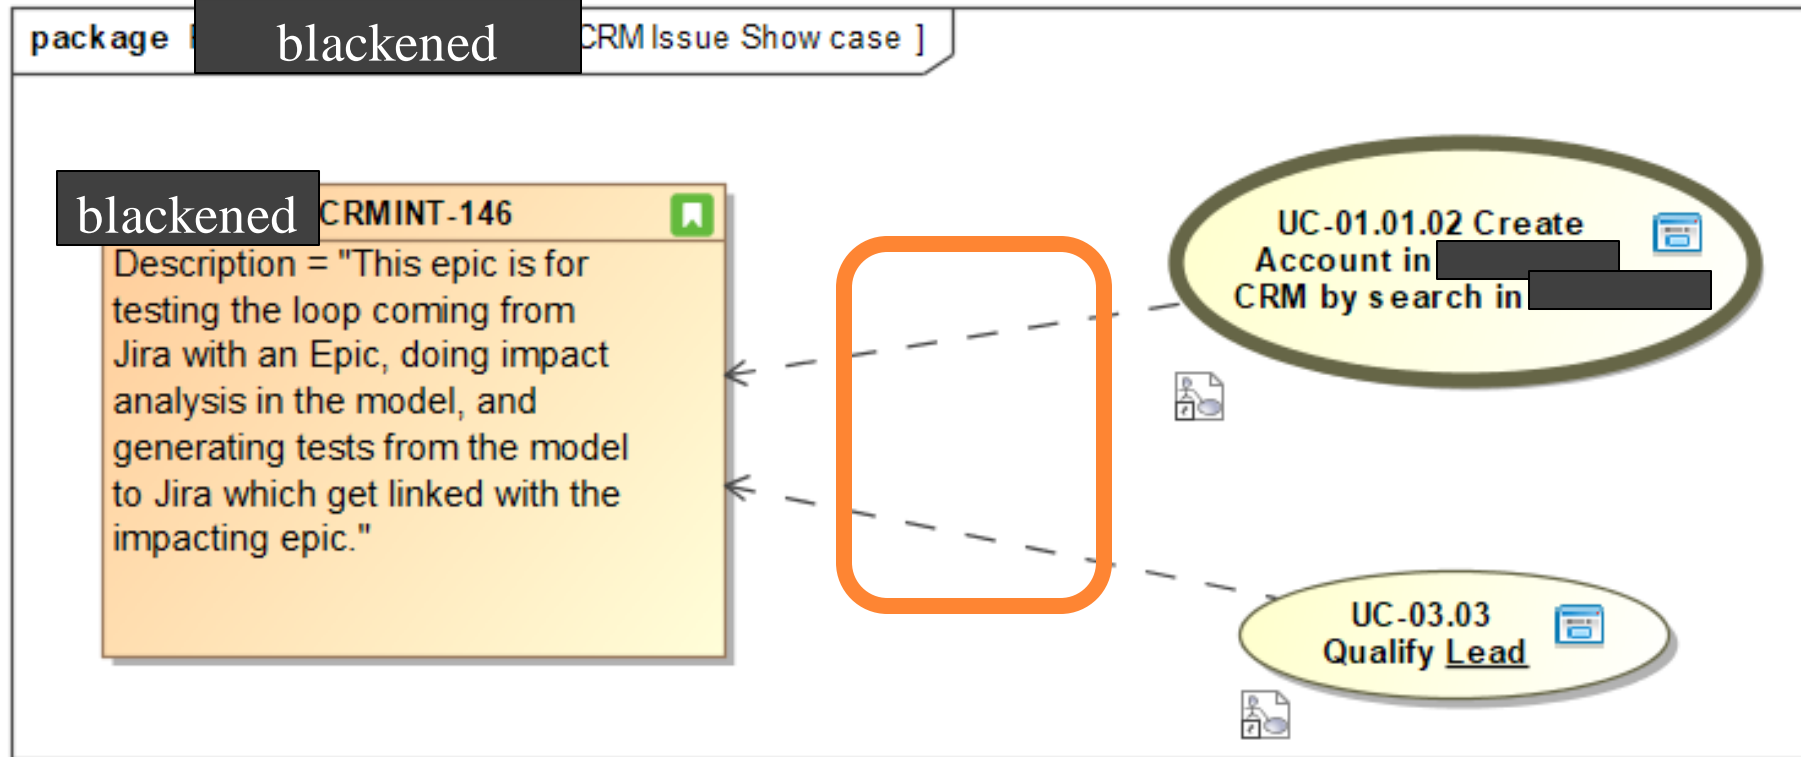 package blackened CRM Issue Show case ]
blackened CRMINT-146
Description = "This epic is for
testing the loop coming from
Jira with an Epic, doing impact
analysis in the model, and
generating tests from the model
to Jira which get linked with the
impacting epic."
UC-01.01.02 Create
Account in
CRM by search in
UC-03.03
Qualify Lead